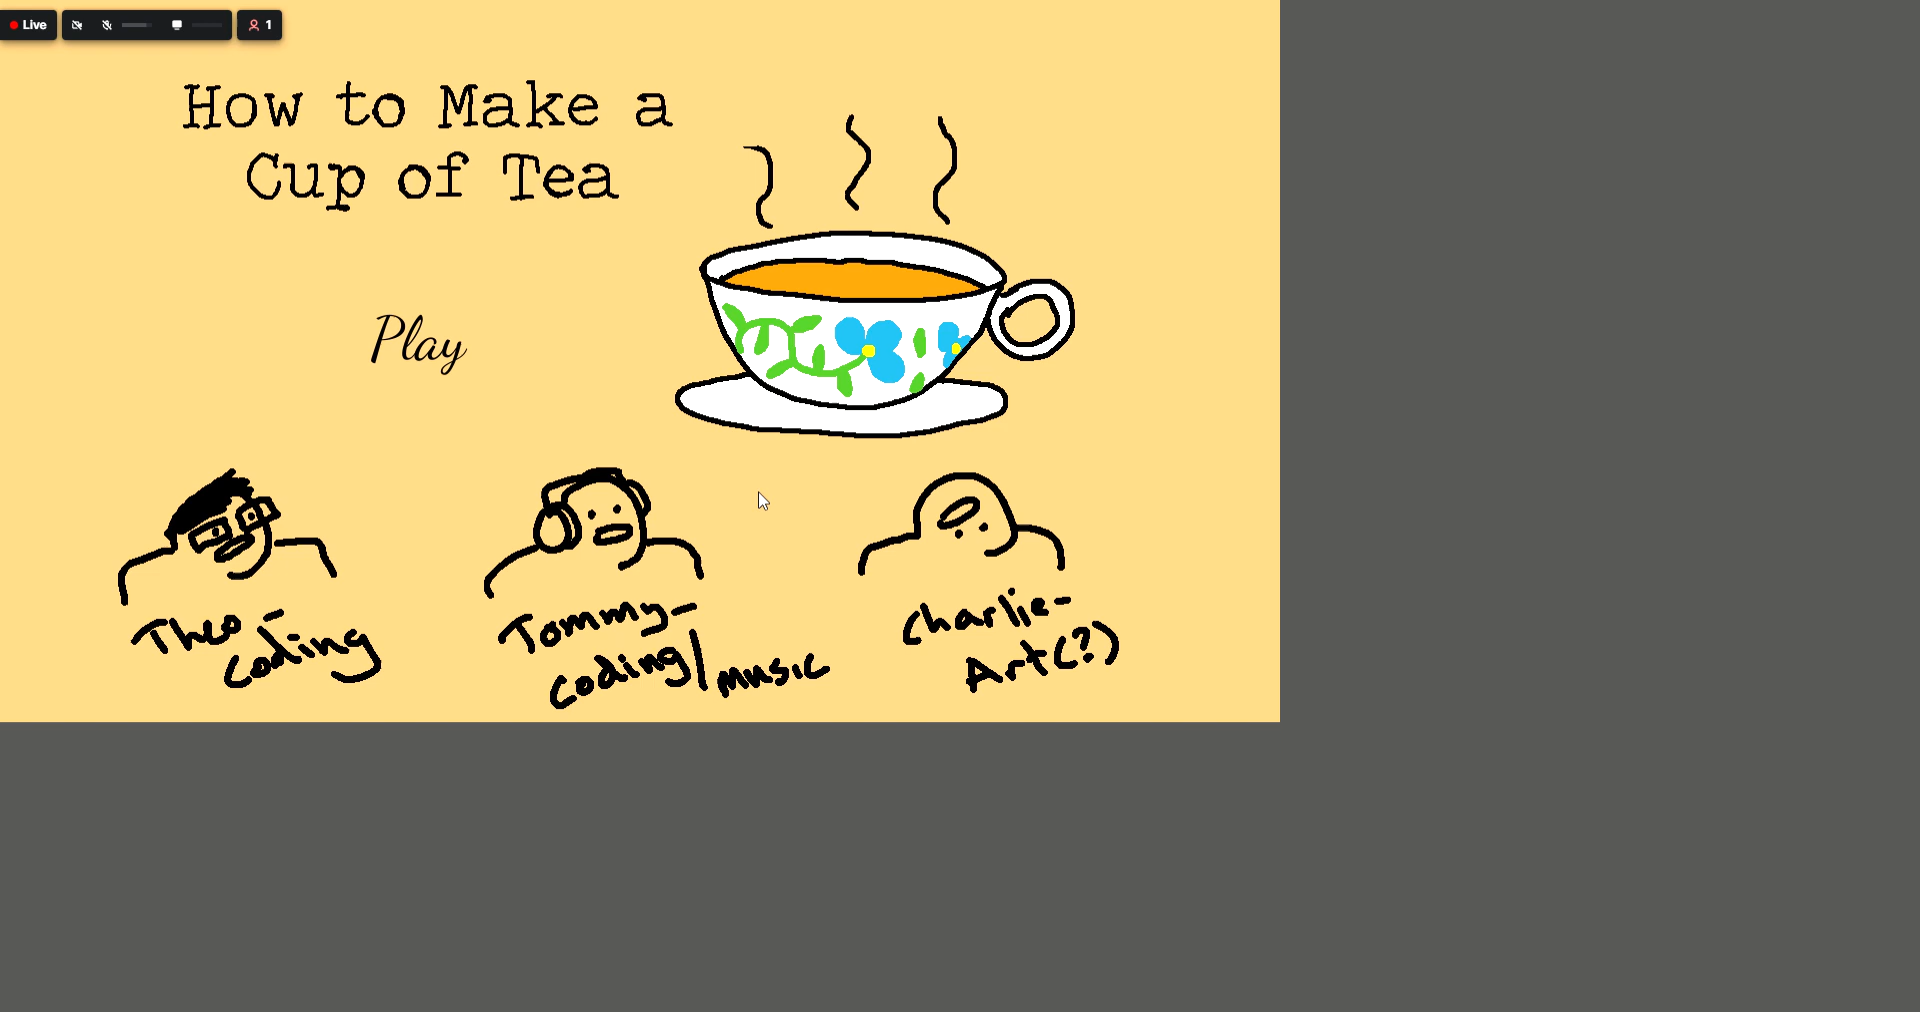 Live
1
How to Make a
Cup of Tea
Play
Theo-
coding
Tommy-
coding/music
Charlie-
Art(?)